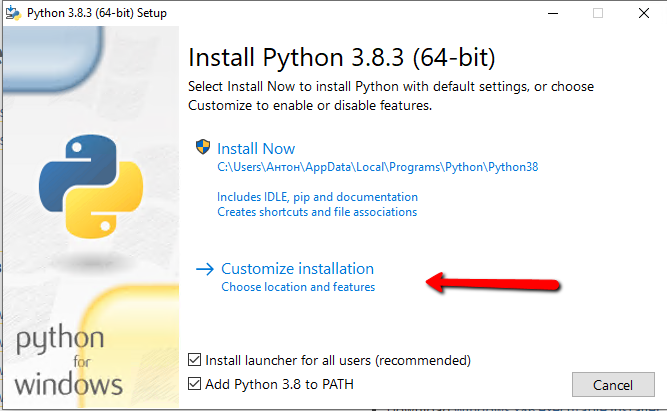 Python 3.8.3 (64-bit) Setup
Install Python 3.8.3 (64-bit)
Select Install Now to install Python with default settings, or choose
Customize to enable or disable features.
Install Now
C:\Users\Антон\AppData\Local\Programs\Python\Python38
Includes IDLE, pip and documentation
Creates shortcuts and file associations
Customize installation
Choose location and features
python
for
windows
Install launcher for all users (recommended)
Add Python 3.8 to PATH
Cancel